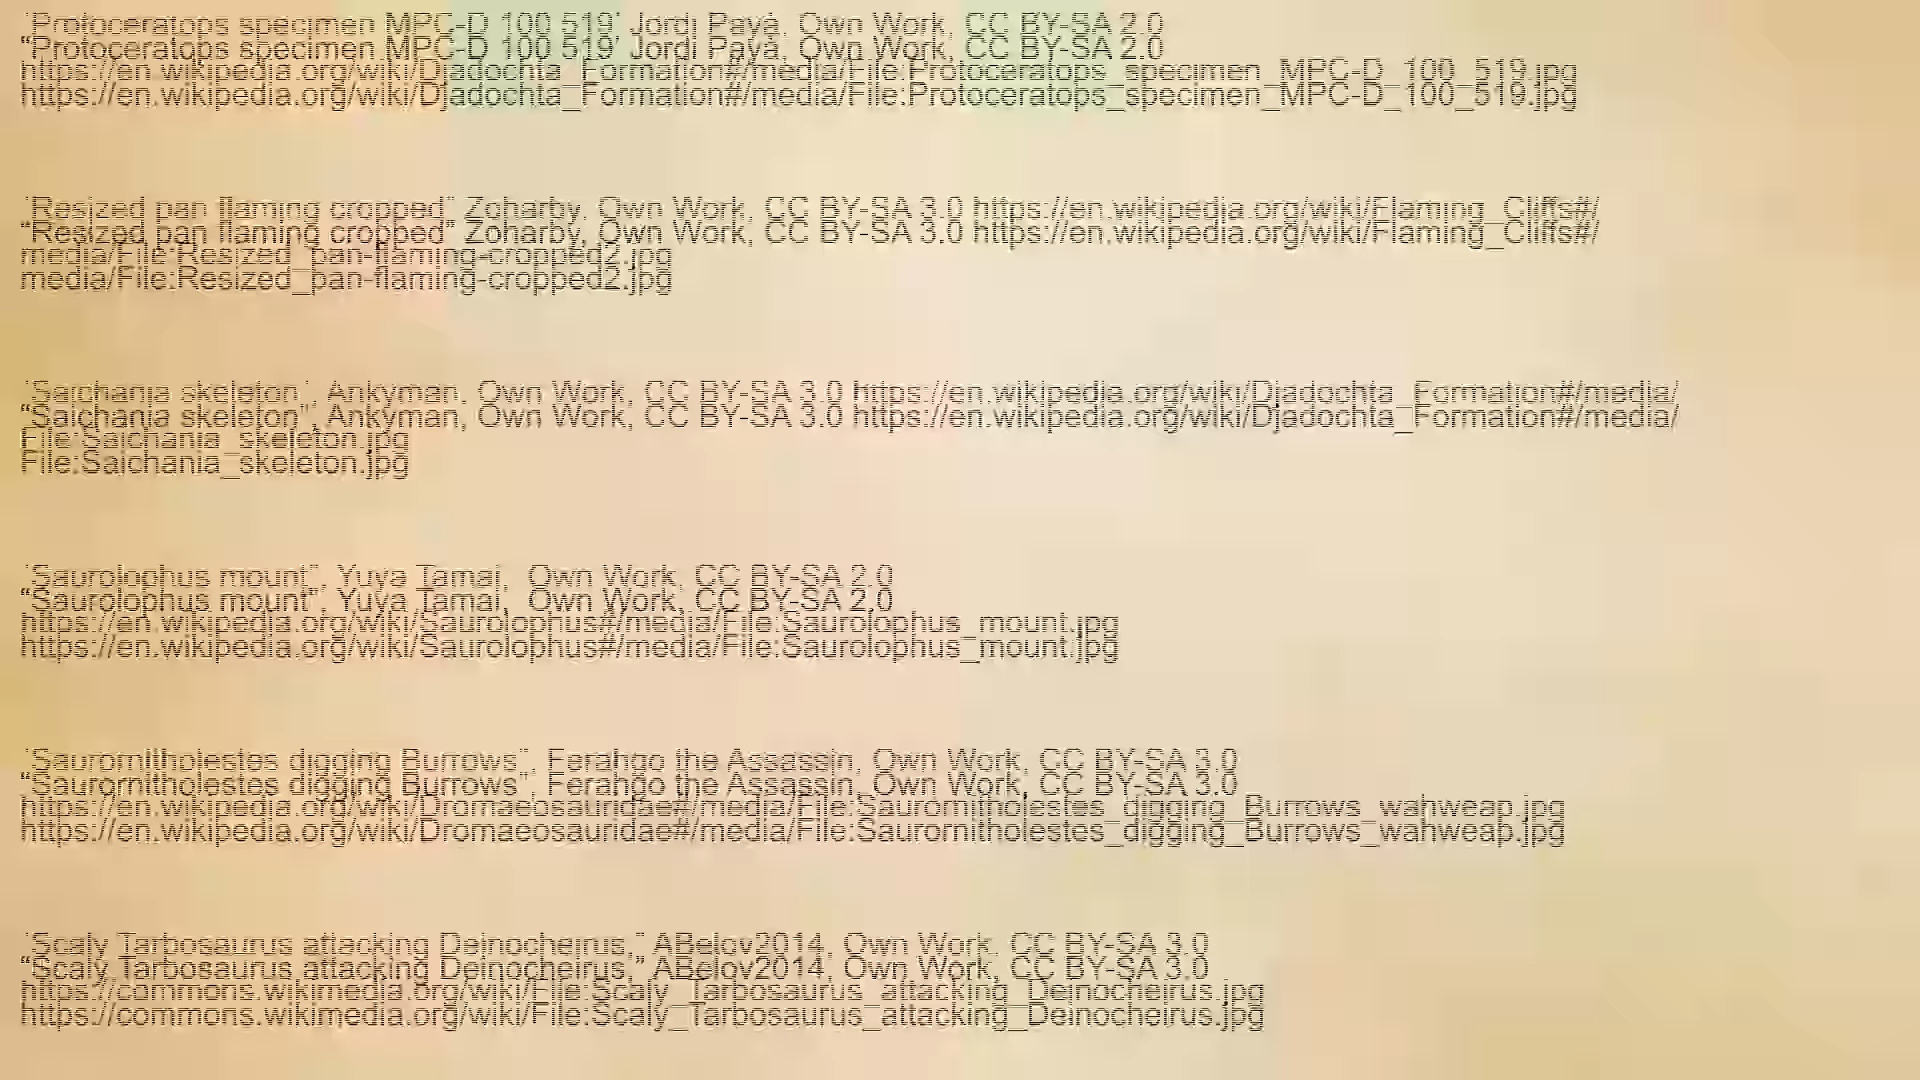 “Protoceratops specimen MPC-D 100 519’ Jordi Payà, Own Work, CC BY-SA 2.0
https://en.wikipedia.org/wiki/Djadochta_Formation#/media/File:Protoceratops_specimen_MPC-D_100_519.jpg
“Resized pan flaming cropped” Zoharby, Own Work, CC BY-SA 3.0 https://en.wikipedia.org/wiki/Flaming_Cliffs#/
media/File:Resized_pan-flaming-cropped2.jpg
“Saichania skeleton”, Ankyman, Own Work, CC BY-SA 3.0 https://en.wikipedia.org/wiki/Djadochta_Formation#/media/
File:Saichania_skeleton.jpg
“Saurolophus mount”, Yuya Tamai, Own Work, CC BY-SA 2.0
https://en.wikipedia.org/wiki/Saurolophus#/media/File:Saurolophus_mount.jpg
“Saurornitholestes digging Burrows”, Ferahgo the Assassin, Own Work, CC BY-SA 3.0
https://en.wikipedia.org/wiki/Dromaeosauridae#/media/File:Saurornitholestes_digging_Burrows_wahweap.jpg
“Scaly Tarbosaurus attacking Deinocheirus,” ABelov2014, Own Work, CC BY-SA 3.0
https://commons.wikimedia.org/wiki/File:Scaly_Tarbosaurus_attacking_Deinocheirus.jpg